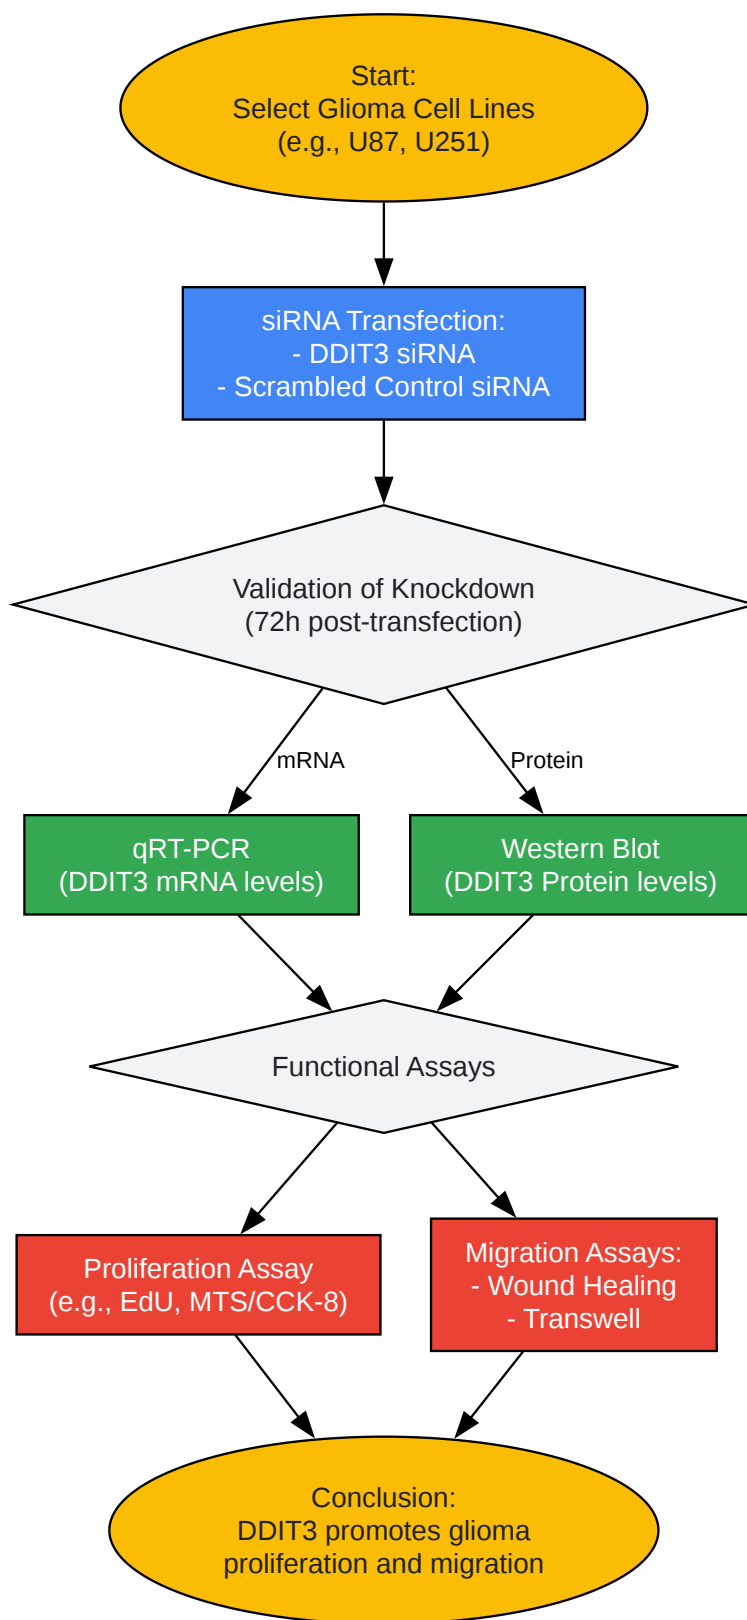 Start:
Select Glioma Cell Lines
(e.g., U87, U251)
siRNA Transfection:
- DDIT3 siRNA
- Scrambled Control siRNA
Validation of Knockdown
(72h post-transfection)
mRNA
Protein
qRT-PCR
(DDIT3 mRNA levels)
Western Blot
(DDIT3 Protein levels)
Functional Assays
Proliferation Assay
(e.g., EdU, MTS/CCK-8)
Migration Assays:
- Wound Healing
- Transwell
Conclusion:
DDIT3 promotes glioma
proliferation and migration